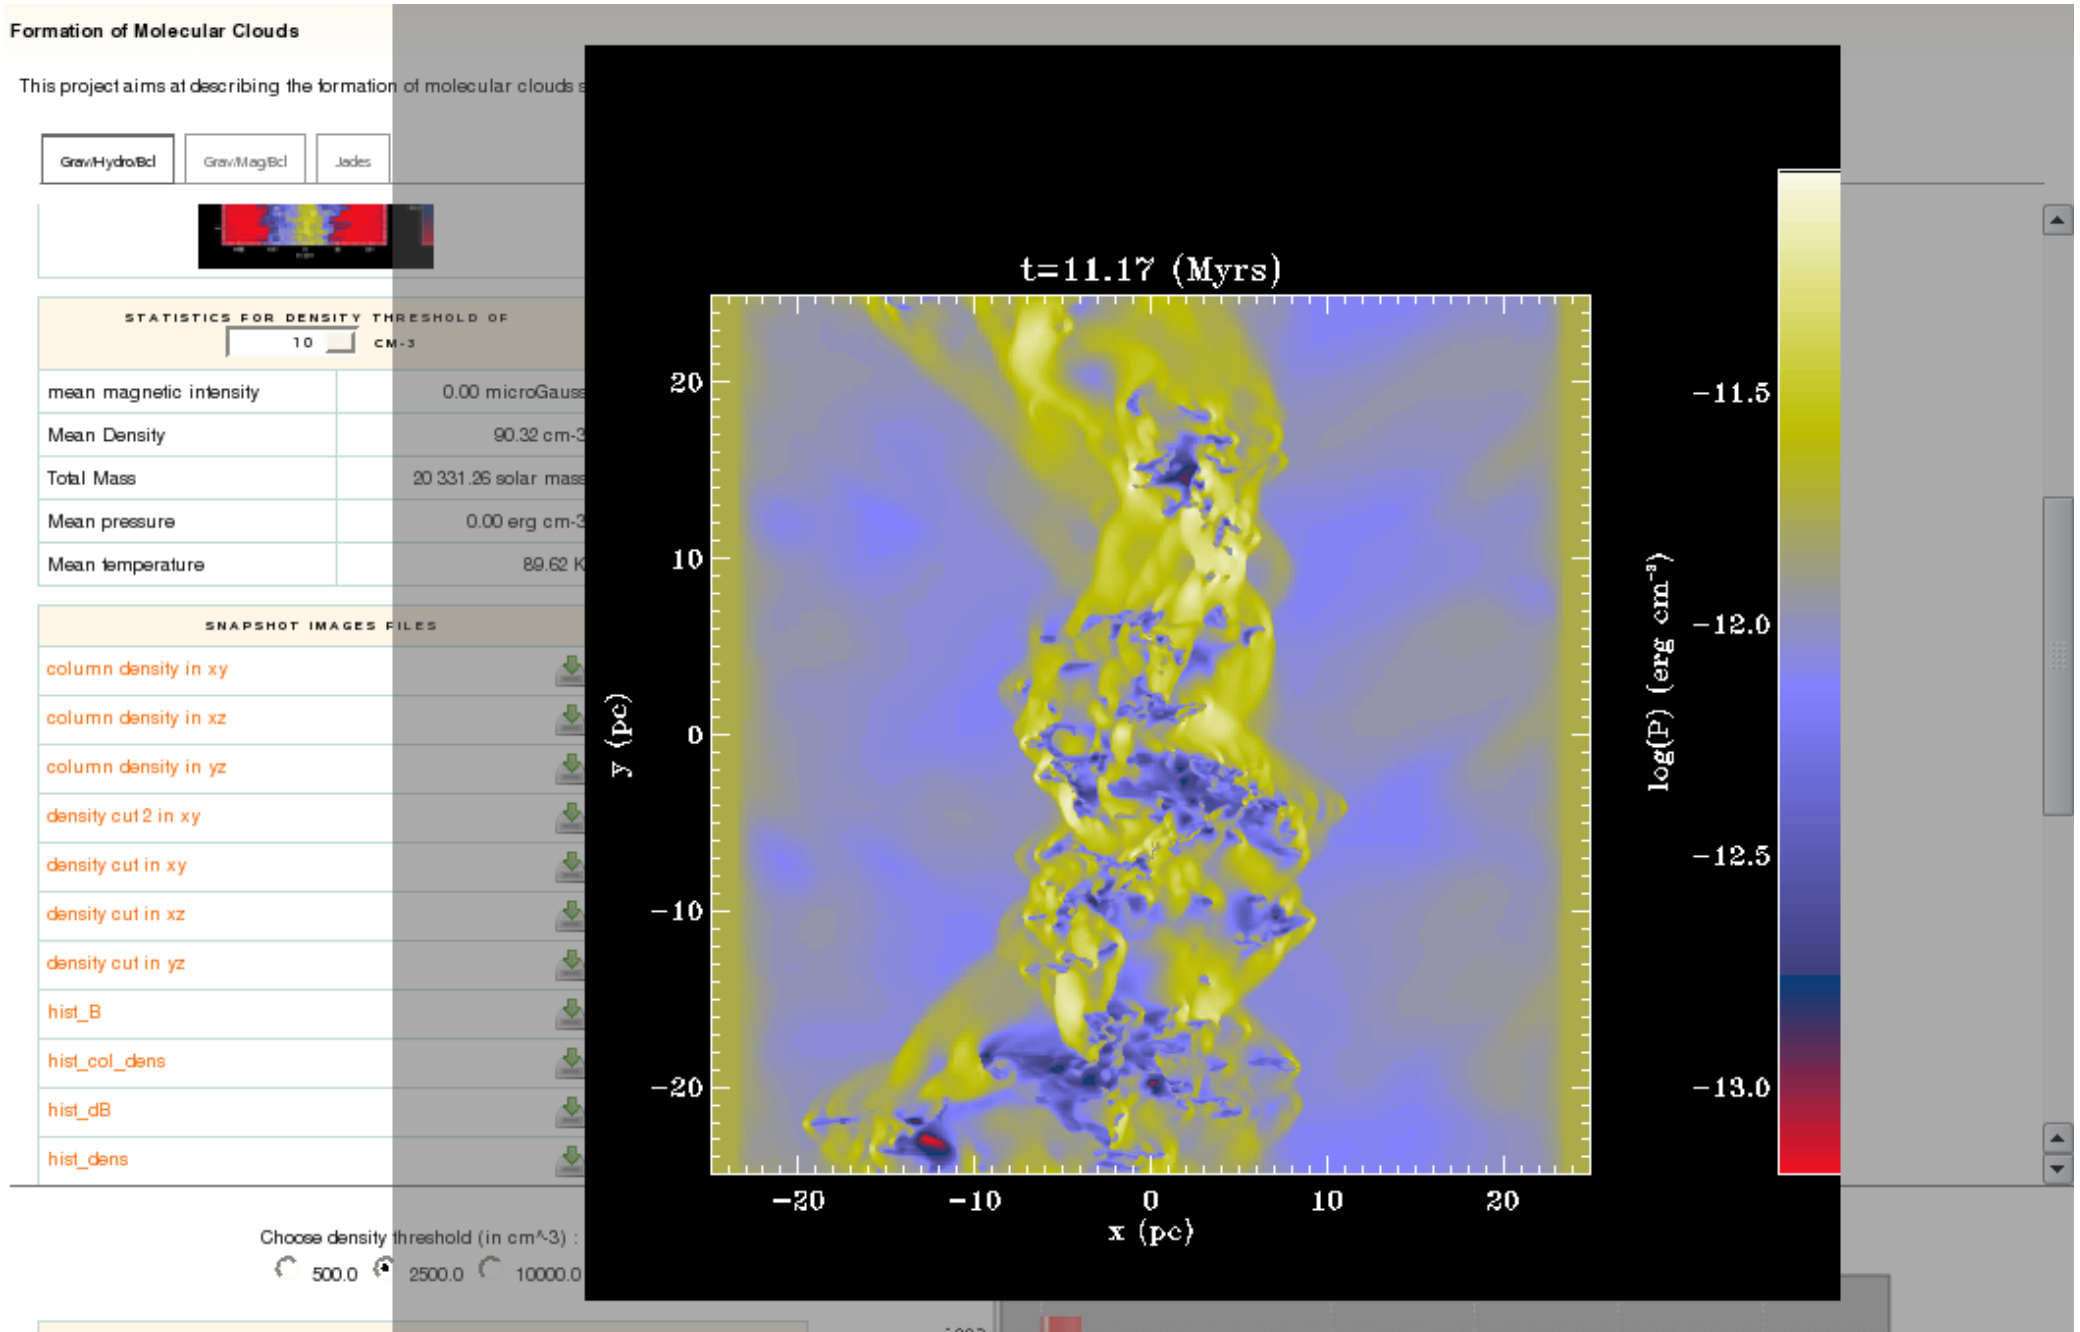 Formation of Molecular Clouds
This project aims at describing the formation of molecular clouds s
Grav/Hydro/Bcl
Grav/Mag/Bcl
Jades
STATISTICS FOR DENSITY THRESHOLD OF
10 CM-3
mean magnetic intensity 0.00 microGauss
Mean Density 90.32 cm-3
Total Mass 20 331.26 solar mass
Mean pressure 0.00 erg cm-3
Mean temperature 89.62 K
SNAPSHOT IMAGES FILES
column density in xy
column density in xz
column density in yz
density cut 2 in xy
density cut in xy
density cut in xz
density cut in yz
hist_B
hist_col_dens
hist_dB
hist_dens
Choose density threshold (in cm^-3) :
500.0 2500.0 10000.0
t=11.17 (Myrs)
20
10
0
−10
−20
y (pc)
−20 −10 0 10 20
x (pc)
−11.5
−12.0
−12.5
−13.0
log(P) (erg cm⁻³)